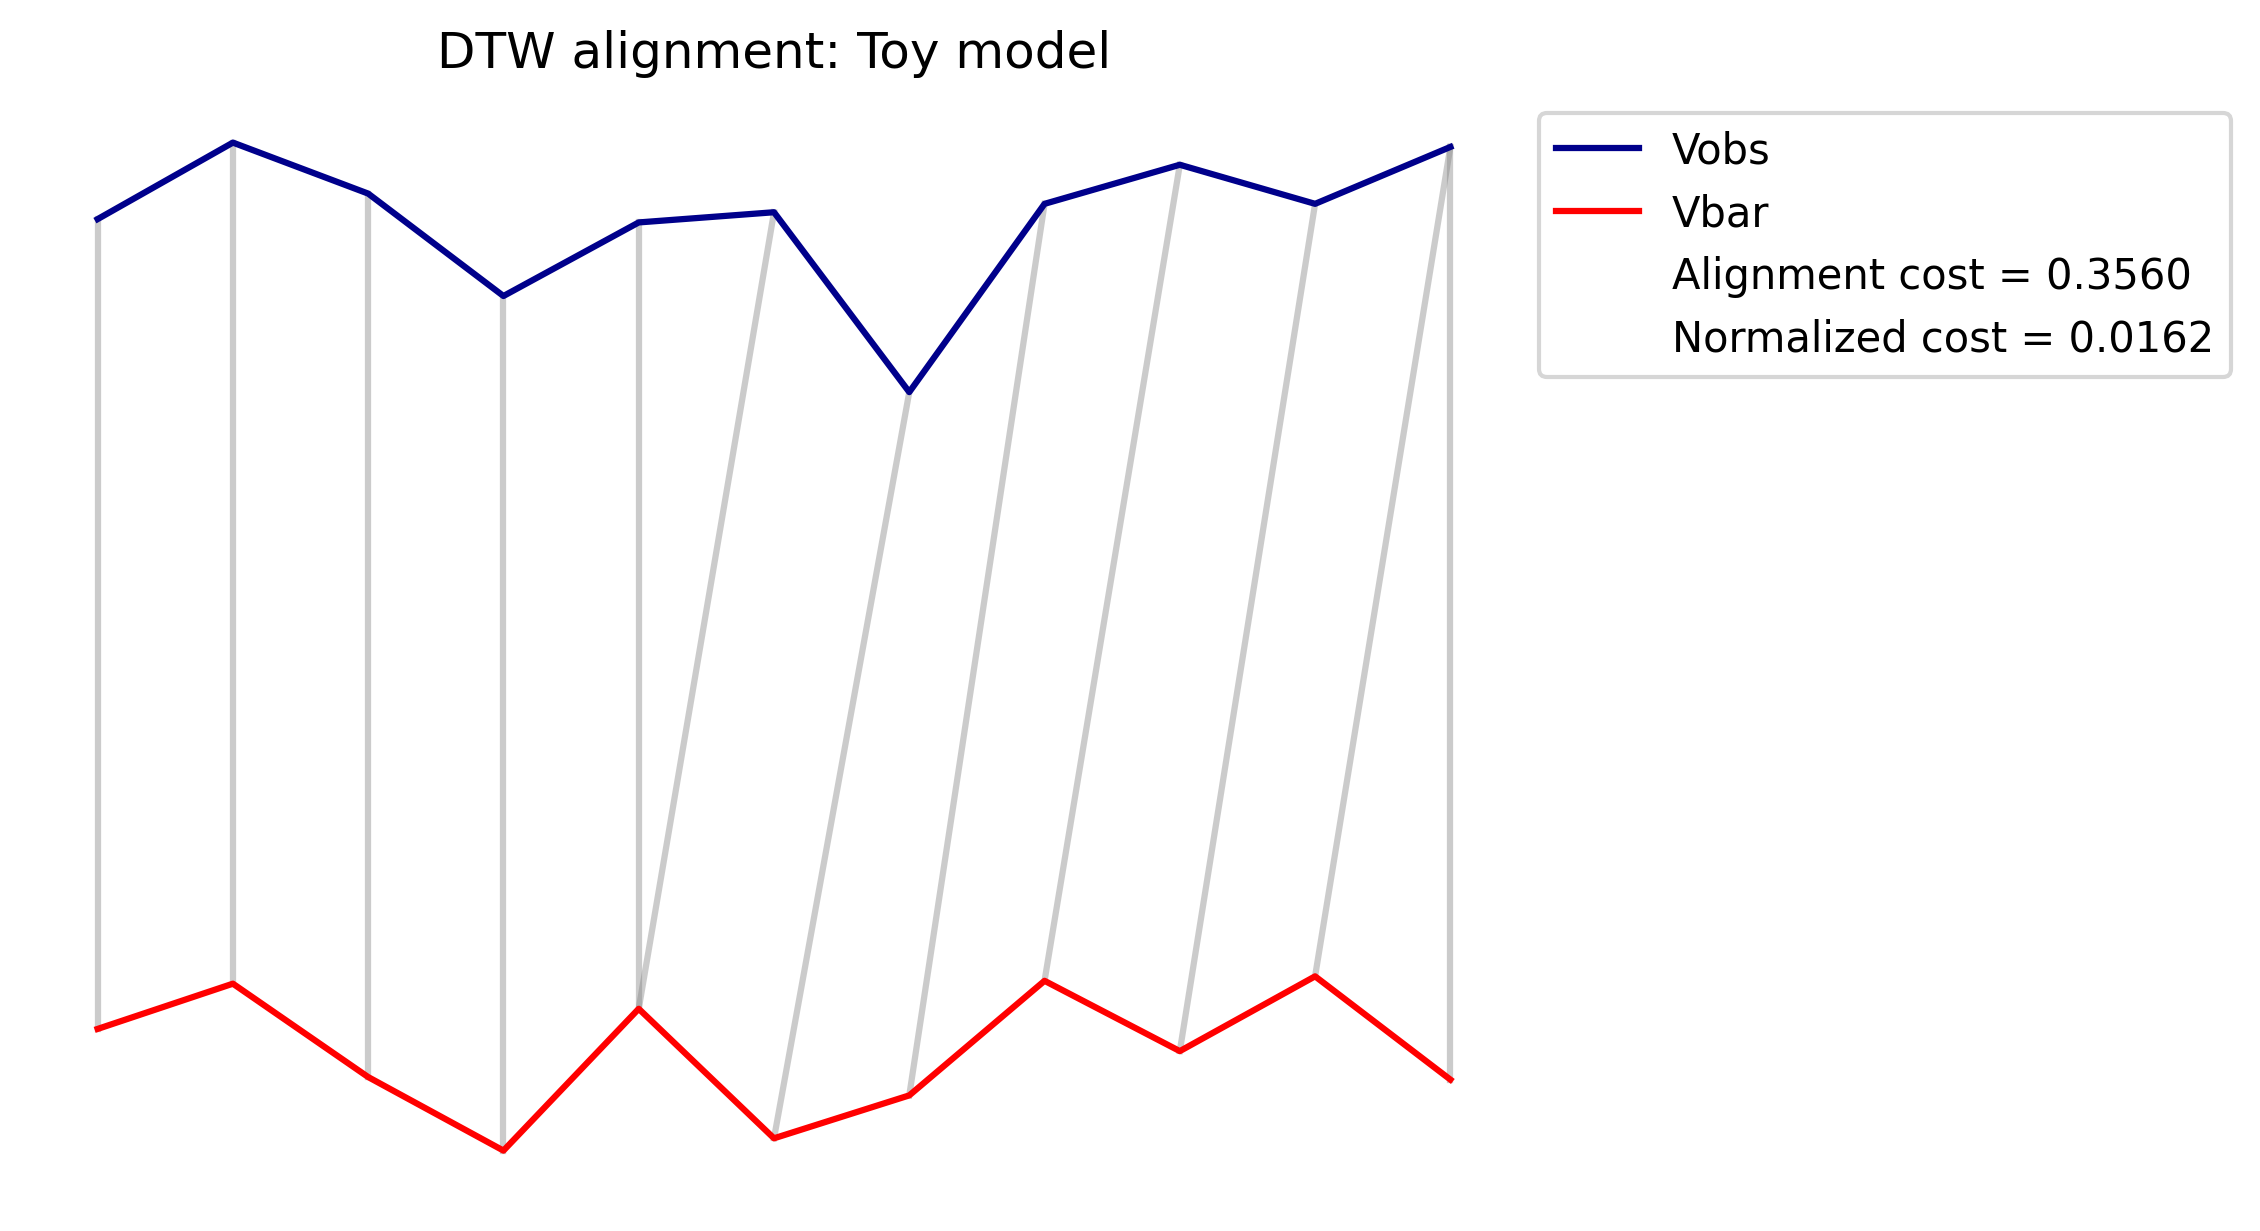 DTW alignment: Toy model
Vobs
Vbar
Alignment cost = 0.3560
Normalized cost = 0.0162